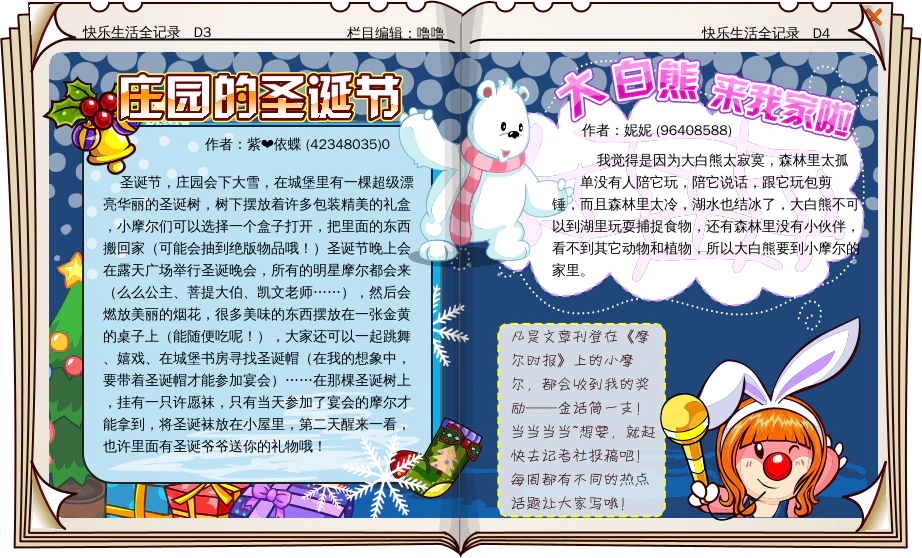 快乐生活全记录 D3
栏目编辑：噜噜
庄园的圣诞节
作者：紫❤依蝶 (42348035)0
圣诞节，庄园会下大雪，在城堡里有一棵超级漂
亮华丽的圣诞树，树下摆放着许多包装精美的礼盒
，小摩尔们可以选择一个盒子打开，把里面的东西
搬回家（可能会抽到绝版物品哦！）圣诞节晚上会
在露天广场举行圣诞晚会，所有的明星摩尔都会来
（么么公主、菩提大伯、凯文老师……），然后会
燃放美丽的烟花，很多美味的东西摆放在一张金黄
的桌子上（能随便吃呢！），大家还可以一起跳舞
、嬉戏、在城堡书房寻找圣诞帽（在我的想象中，
要带着圣诞帽才能参加宴会）……在那棵圣诞树上
，挂有一只许愿袜，只有当天参加了宴会的摩尔才
能拿到，将圣诞袜放在小屋里，第二天醒来一看，
也许里面有圣诞爷爷送你的礼物哦！
快乐生活全记录 D4
大白熊来我家啦
作者：妮妮 (96408588)
我觉得是因为大白熊太寂寞，森林里太孤
单没有人陪它玩，陪它说话，跟它玩包剪
锤，而且森林里太冷，湖水也结冰了，大白熊不可
以到湖里玩耍捕捉食物，还有森林里没有小伙伴，
看不到其它动物和植物，所以大白熊要到小摩尔的
家里。
凡是文章刊登在《摩
尔时报》上的小摩
尔，都会收到我的奖
励——金话筒一支！
当当当当~想要，就赶
快去记者社投稿吧！
每周都有不同的热点
话题让大家写哦！